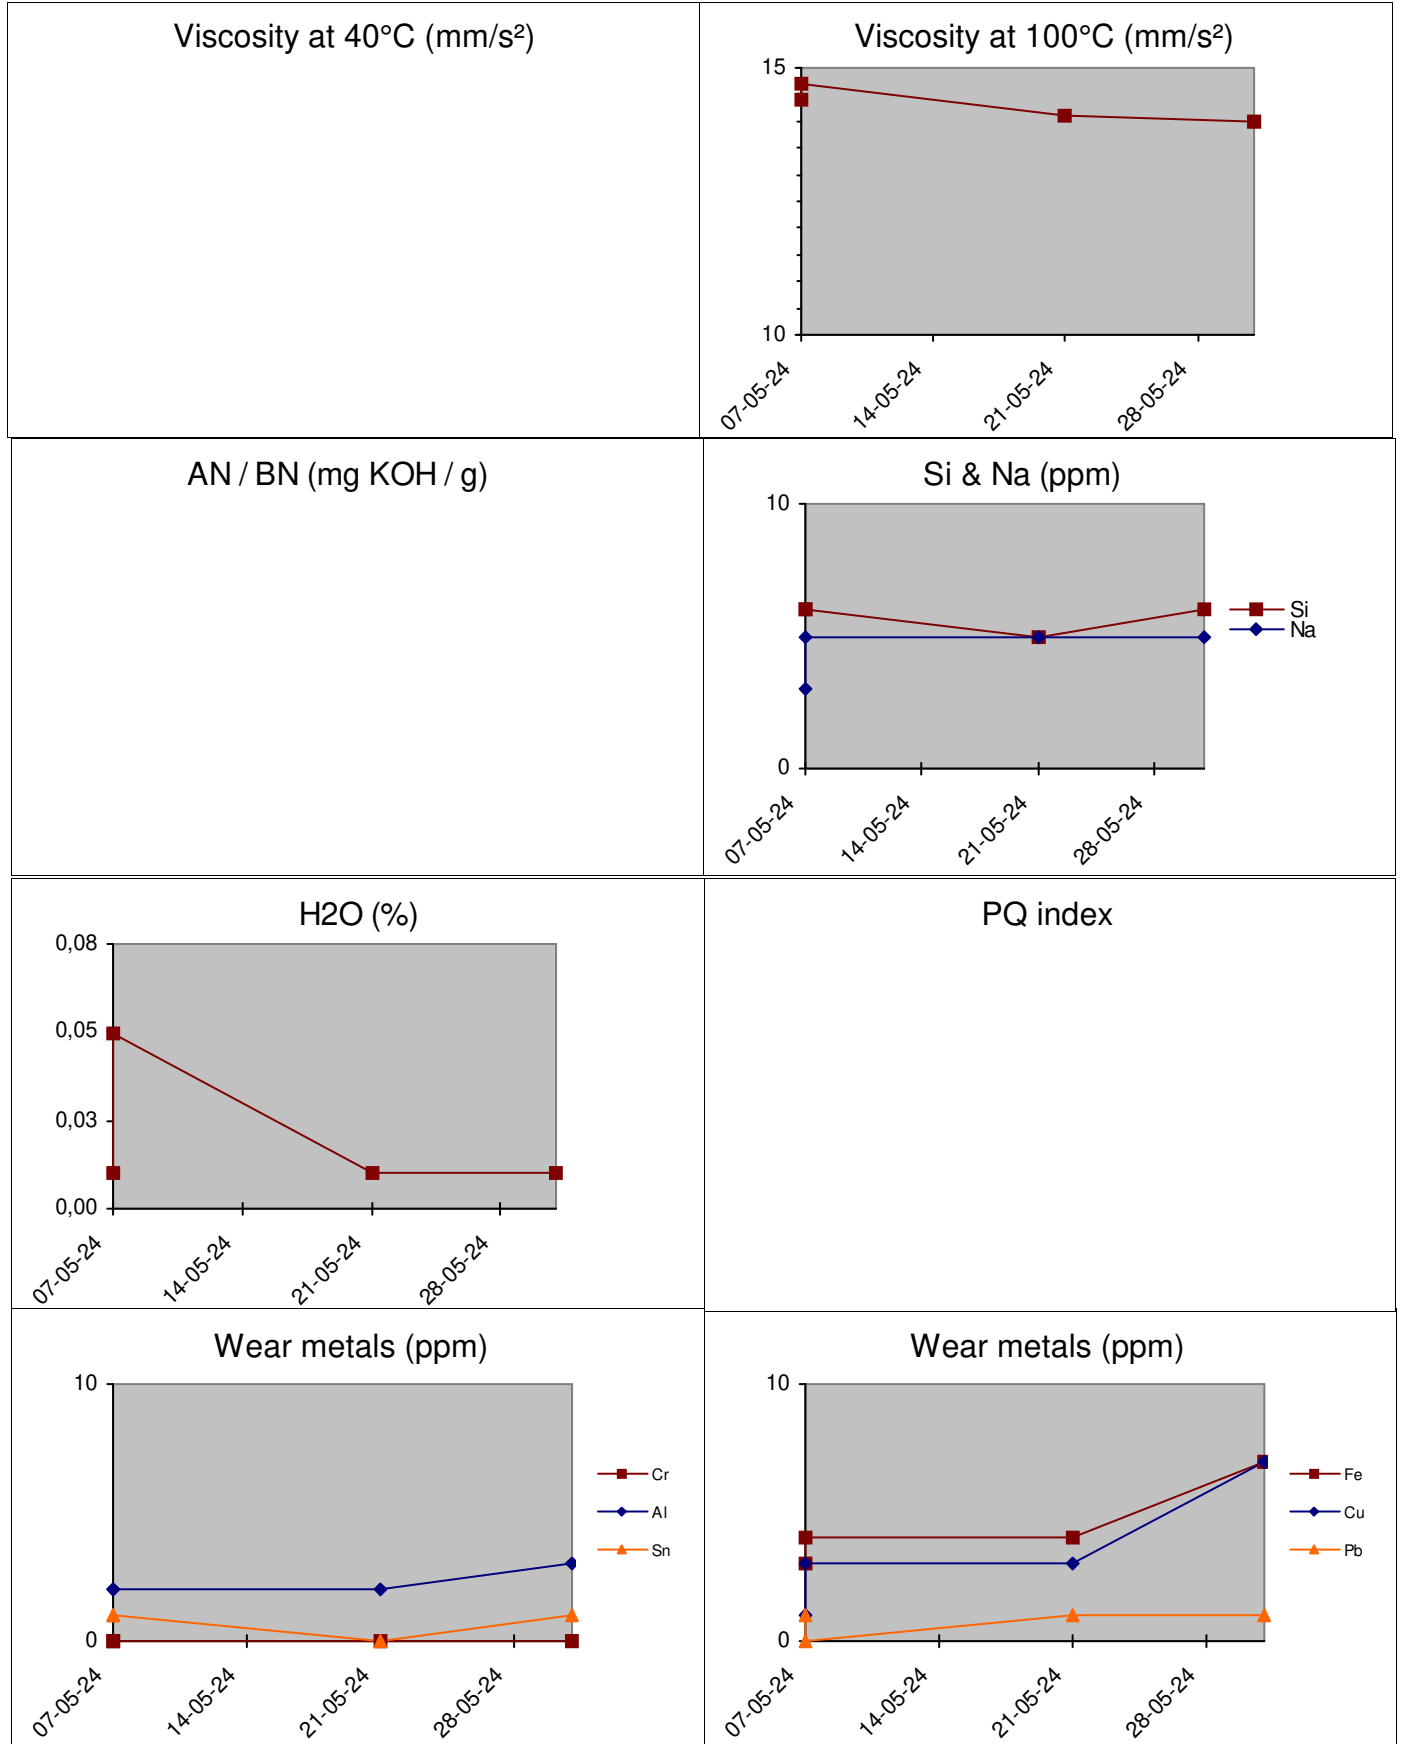 Viscosity at 40°C (mm/s²)
Viscosity at 100°C (mm/s²)
15
10
07-05-24
14-05-24
21-05-24
28-05-24
AN / BN (mg KOH / g)
Si & Na (ppm)
10
0
Si
Na
07-05-24
14-05-24
21-05-24
28-05-24
H2O (%)
0,08
0,05
0,03
0,00
07-05-24
14-05-24
21-05-24
28-05-24
PQ index
Wear metals (ppm)
10
0
Cr
Al
Sn
07-05-24
14-05-24
21-05-24
28-05-24
Wear metals (ppm)
10
0
Fe
Cu
Pb
07-05-24
14-05-24
21-05-24
28-05-24